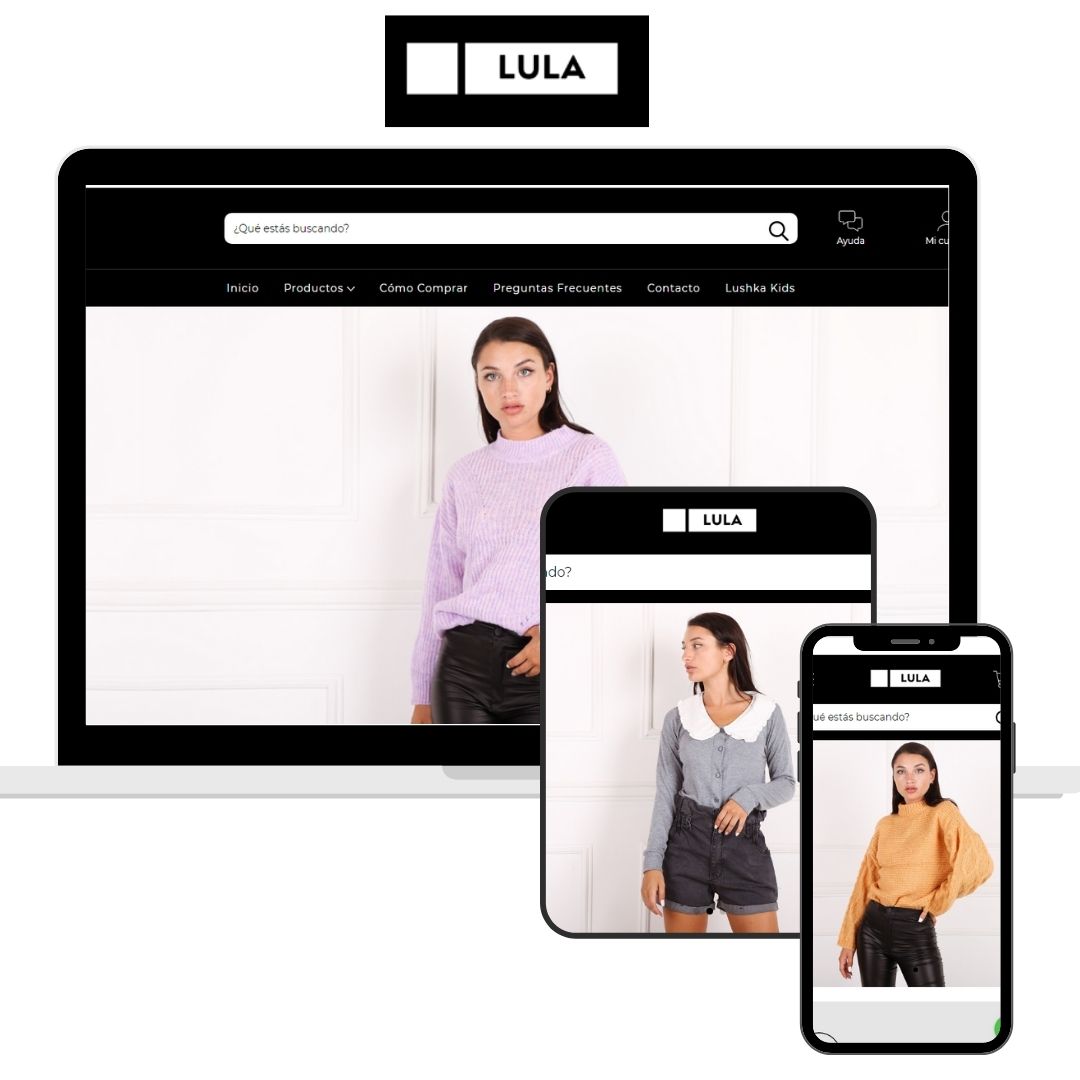 LULA
¿Qué estás buscando?
Ayuda
Mi cu
Inicio Productos Cómo Comprar Preguntas Frecuentes Contacto Lushka Kids
LULA
do?
LULA
ué estás buscando?